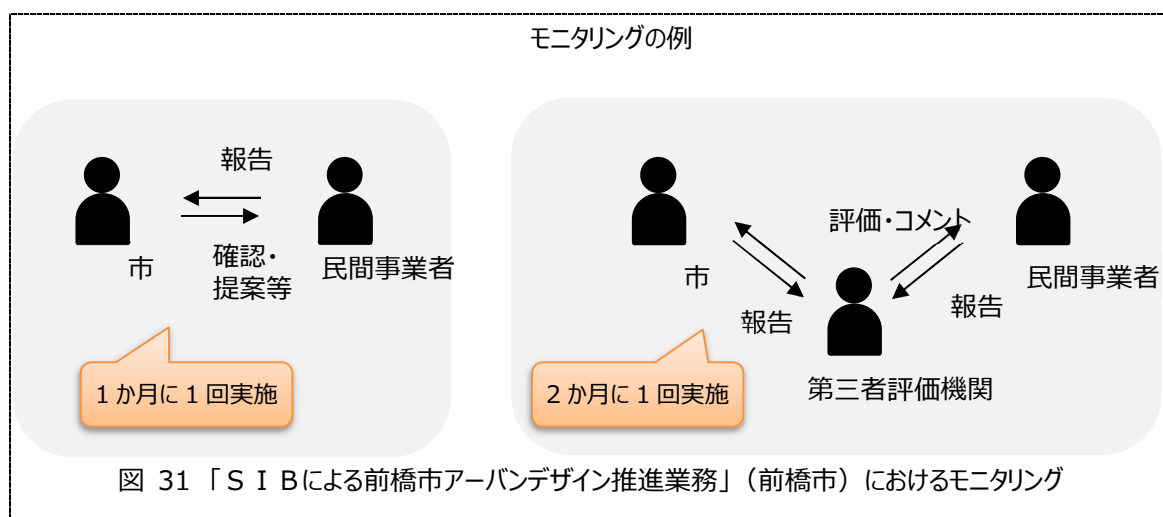 モニタリングの例
報告
市
確認・
提案等
民間事業者
1 か月に 1 回実施
市
評価・コメント
民間事業者
報告
報告
第三者評価機関
2 か月に 1 回実施
図 31 「ＳＩＢによる前橋市アーバンデザイン推進業務」（前橋市）におけるモニタリング